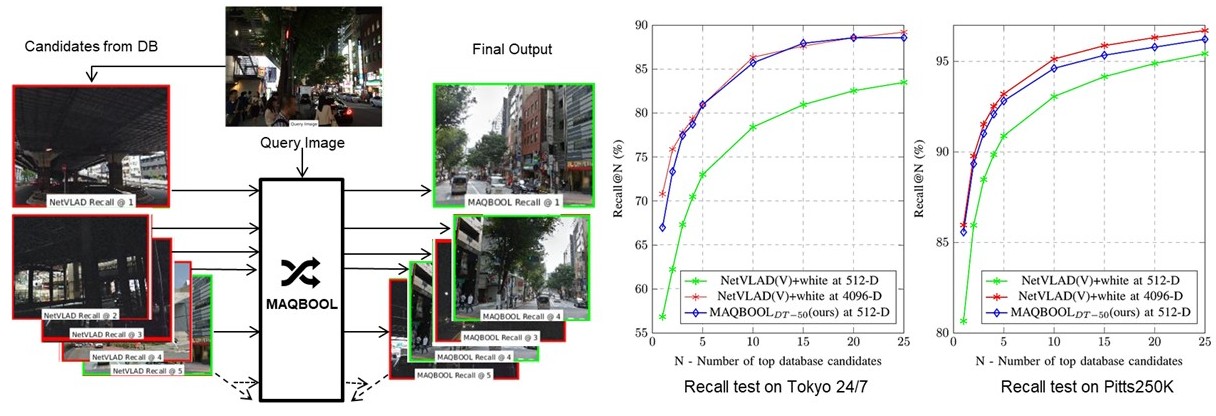 Candidates from DB
Query Image
Query Image
Final Output
NetVLAD Recall @ 1
NetVLAD Recall @ 2
NetVLAD Recall @ 3
NetVLAD Recall @ 4
NetVLAD Recall @ 5
MAQBOOL
MAQBOOL Recall @ 1
MAQBOOL Recall @ 4
MAQBOOL Recall @ 3
MAQBOOL Recall @ 4
MAQBOOL Recall @ 5
Recall@N (%)
90
85
80
75
70
65
60
55
0
5
10
15
20
25
NetVLAD(V)+white at 512-D
NetVLAD(V)+white at 4096-D
MAQBOOL_DT−50(ours) at 512-D
N - Number of top database candidates
Recall test on Tokyo 24/7
Recall@N (%)
95
90
85
80
0
5
10
15
20
25
NetVLAD(V)+white at 512-D
NetVLAD(V)+white at 4096-D
MAQBOOL_DT−50(ours) at 512-D
N - Number of top database candidates
Recall test on Pitts250K